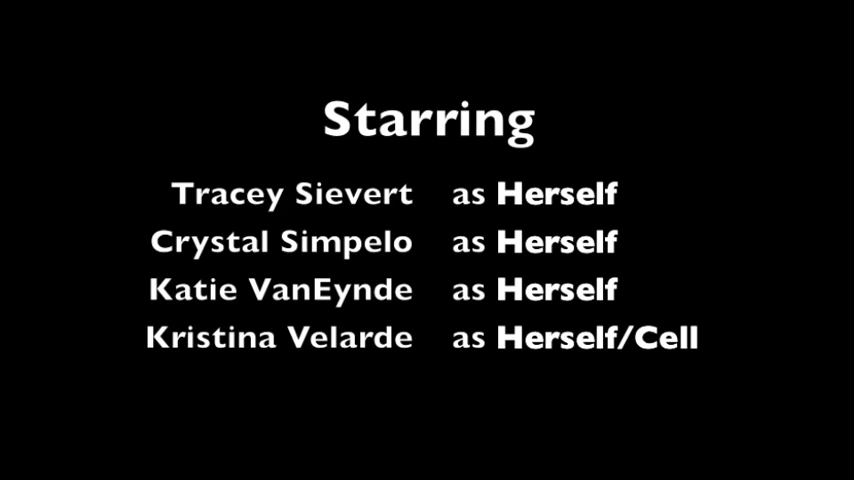 Starring
Tracey Sievert as Herself
Crystal Simpelo as Herself
Katie VanEynde as Herself
Kristina Velarde as Herself/Cell